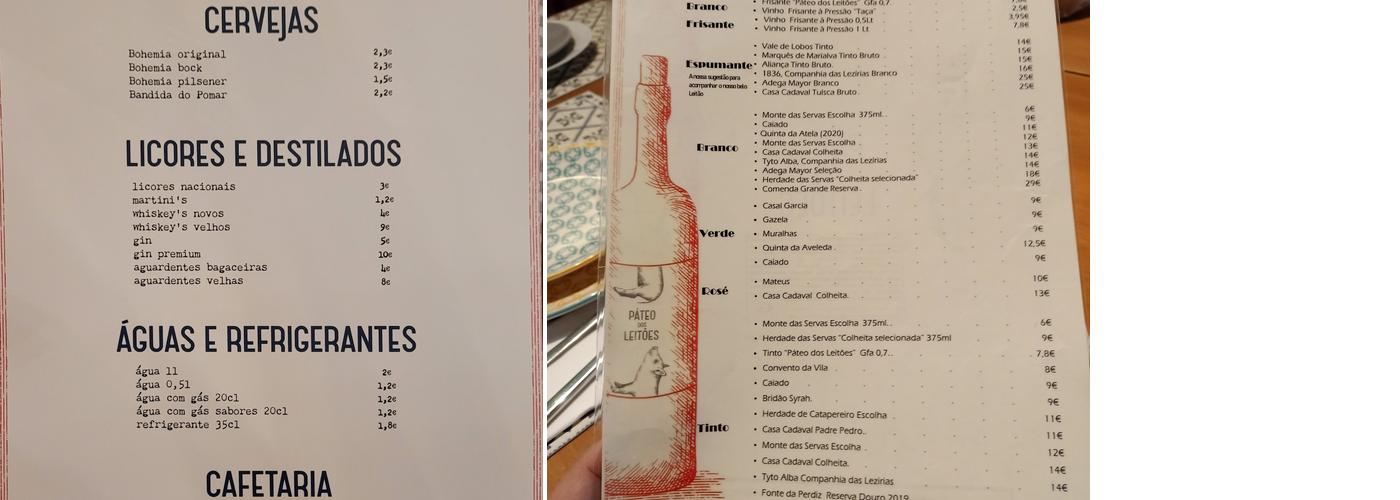 CERVEJAS
Bohemia original 2,3€
Bohemia bock 2,3€
Bohemia pilsener 1,5€
Bandida do Pomar 2,2€
LICORES E DESTILADOS
licores nacionais 3€
martini's 1,2€
whiskey's novos 4€
whiskey's velhos 9€
gin 5€
gin premium 10€
aguardentes bagaceiras 4€
aguardentes velhas 8€
ÁGUAS E REFRIGERANTES
água 1l 2€
água 0,5l 1,2€
água com gás 20cl 1,2€
água com gás sabores 20cl 1,2€
refrigerante 35cl 1,8€
CAFETARIA
Branco
Frisante
• Frisante "Páteo dos Leitões" Gfa 0,7.
• Vinho Frisante à Pressão "Taça" 2,5€
• Vinho Frisante à Pressão 0,5Lt 3,95€
• Vinho Frisante à Pressão 1 Lt 7,8€
Espumante
A nossa sugestão para
acompanhar o nosso belo
Leitão
• Vale de Lobos Tinto 14€
• Marquês de Marialva Tinto Bruto 15€
• Aliança Tinto Bruto. 15€
• 1836, Companhia das Lezírias Branco 16€
• Adega Mayor Branco 25€
• Casa Cadaval Tuisca Bruto. 25€
Branco
• Monte das Servas Escolha 375ml. 6€
• Caiado 9€
• Quinta da Atela (2020) 11€
• Monte das Servas Escolha 12€
• Casa Cadaval Colheita 13€
• Tyto Alba, Companhia das Lezírias 14€
• Adega Mayor Seleção 14€
• Herdade das Servas "Colheita selecionada" 18€
• Comenda Grande Reserva. 29€
Verde
• Casal Garcia 9€
• Gazela 9€
• Muralhas 9€
• Quinta da Aveleda 12,5€
• Caiado 9€
Rosé
• Mateus 10€
• Casa Cadaval Colheita. 13€
PÁTEO
DOS
LEITÕES
Tinto
• Monte das Servas Escolha 375ml. 6€
• Herdade das Servas "Colheita selecionada" 375ml 9€
• Tinto "Páteo dos Leitões" Gfa 0,7. 7,8€
• Convento da Vila 8€
• Caiado 9€
• Bridão Syrah. 9€
• Herdade de Catapereiro Escolha 11€
• Casa Cadaval Padre Pedro. 11€
• Monte das Servas Escolha 12€
• Casa Cadaval Colheita. 14€
• Tyto Alba Companhia das Lezírias 14€
• Fonte da Perdiz Reserva Douro 2019